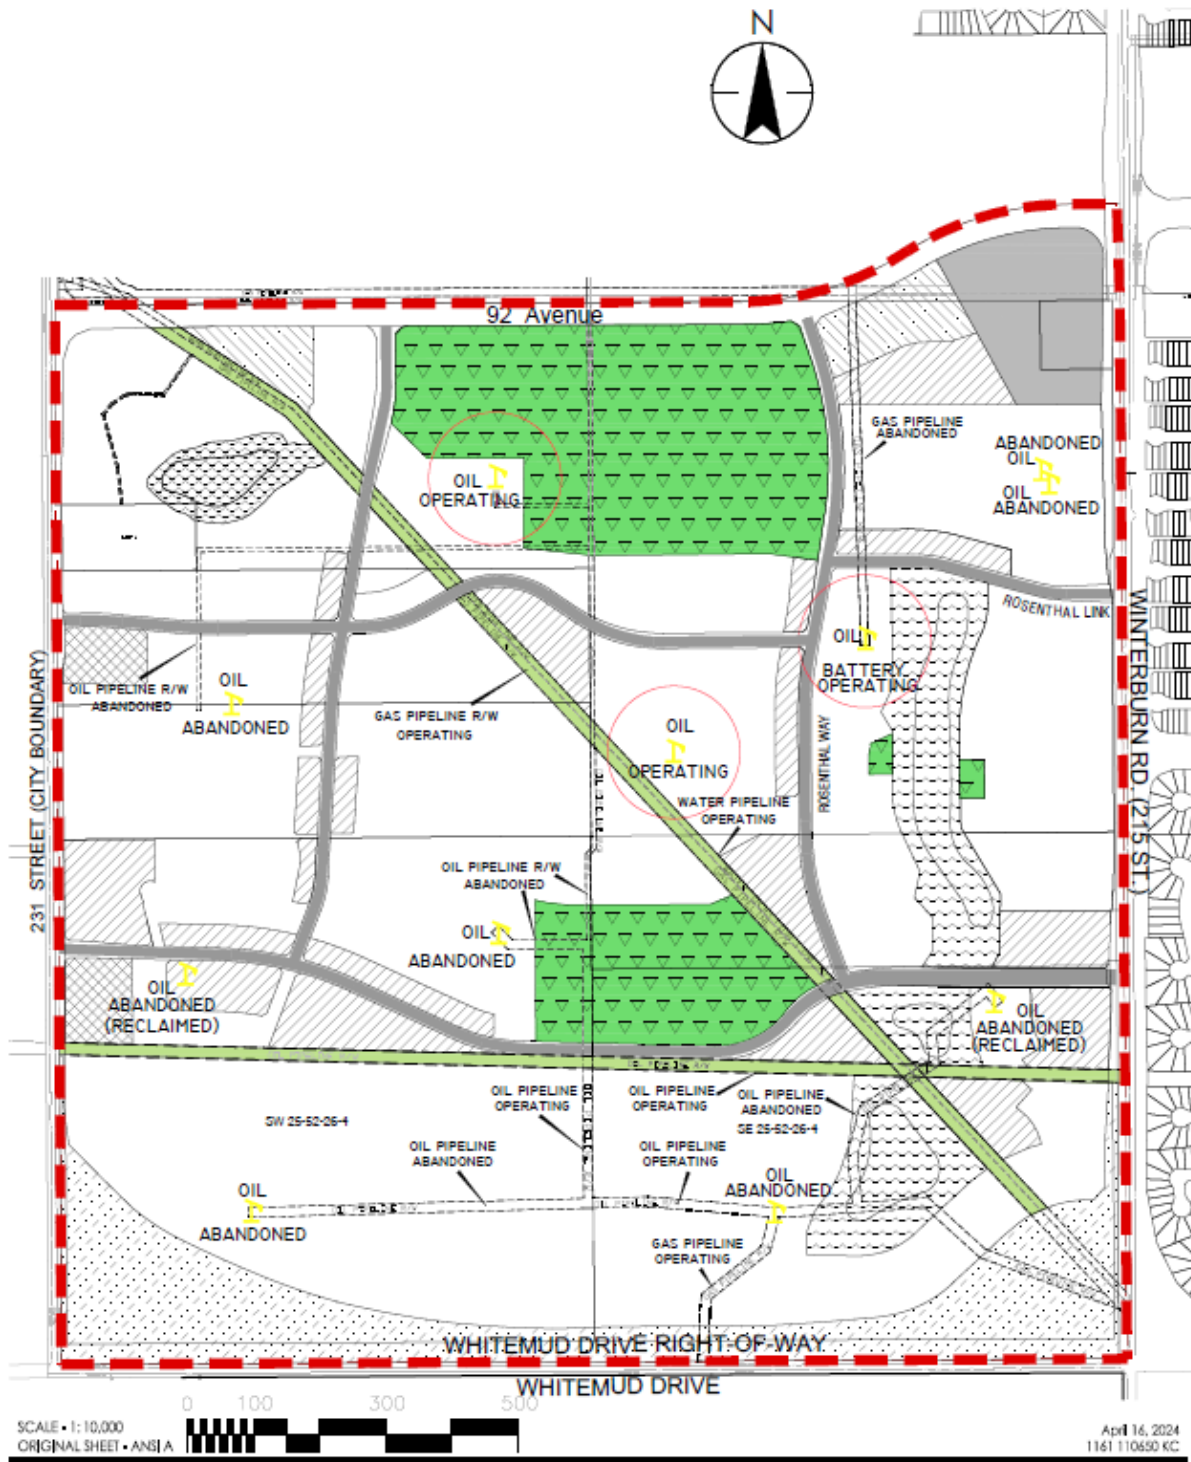 N
92 Avenue
GAS PIPELINE
ABANDONED
ABANDONED
OIL
OIL
ABANDONED
OIL
OPERATING
ROSENTHAL LINK
OIL
BATTERY
OPERATING
OIL PIPELINE R/W
ABANDONED
OIL
ABANDONED
GAS PIPELINE R/W
OPERATING
OIL
OPERATING
ROSENTHAL WAY
WINTERBURN RD. (215 ST.)
231 STREET (CITY BOUNDARY)
WATER PIPELINE
OPERATING
OIL PIPELINE R/W
ABANDONED
OIL
ABANDONED
OIL
ABANDONED
(RECLAIMED)
OIL
ABANDONED
(RECLAIMED)
OIL PIPELINE
OPERATING
OIL PIPELINE
OPERATING
OIL PIPELINE
ABANDONED
SW 25-52-26-4
SE 25-52-26-4
OIL PIPELINE
ABANDONED
OIL PIPELINE
OPERATING
OIL
ABANDONED
OIL
ABANDONED
GAS PIPELINE
OPERATING
WHITEMUD DRIVE RIGHT-OF-WAY
WHITEMUD DRIVE
0 100 300 500
SCALE • 1: 10,000
ORIGINAL SHEET • ANSI A
April 16, 2024
1161 110650 KC